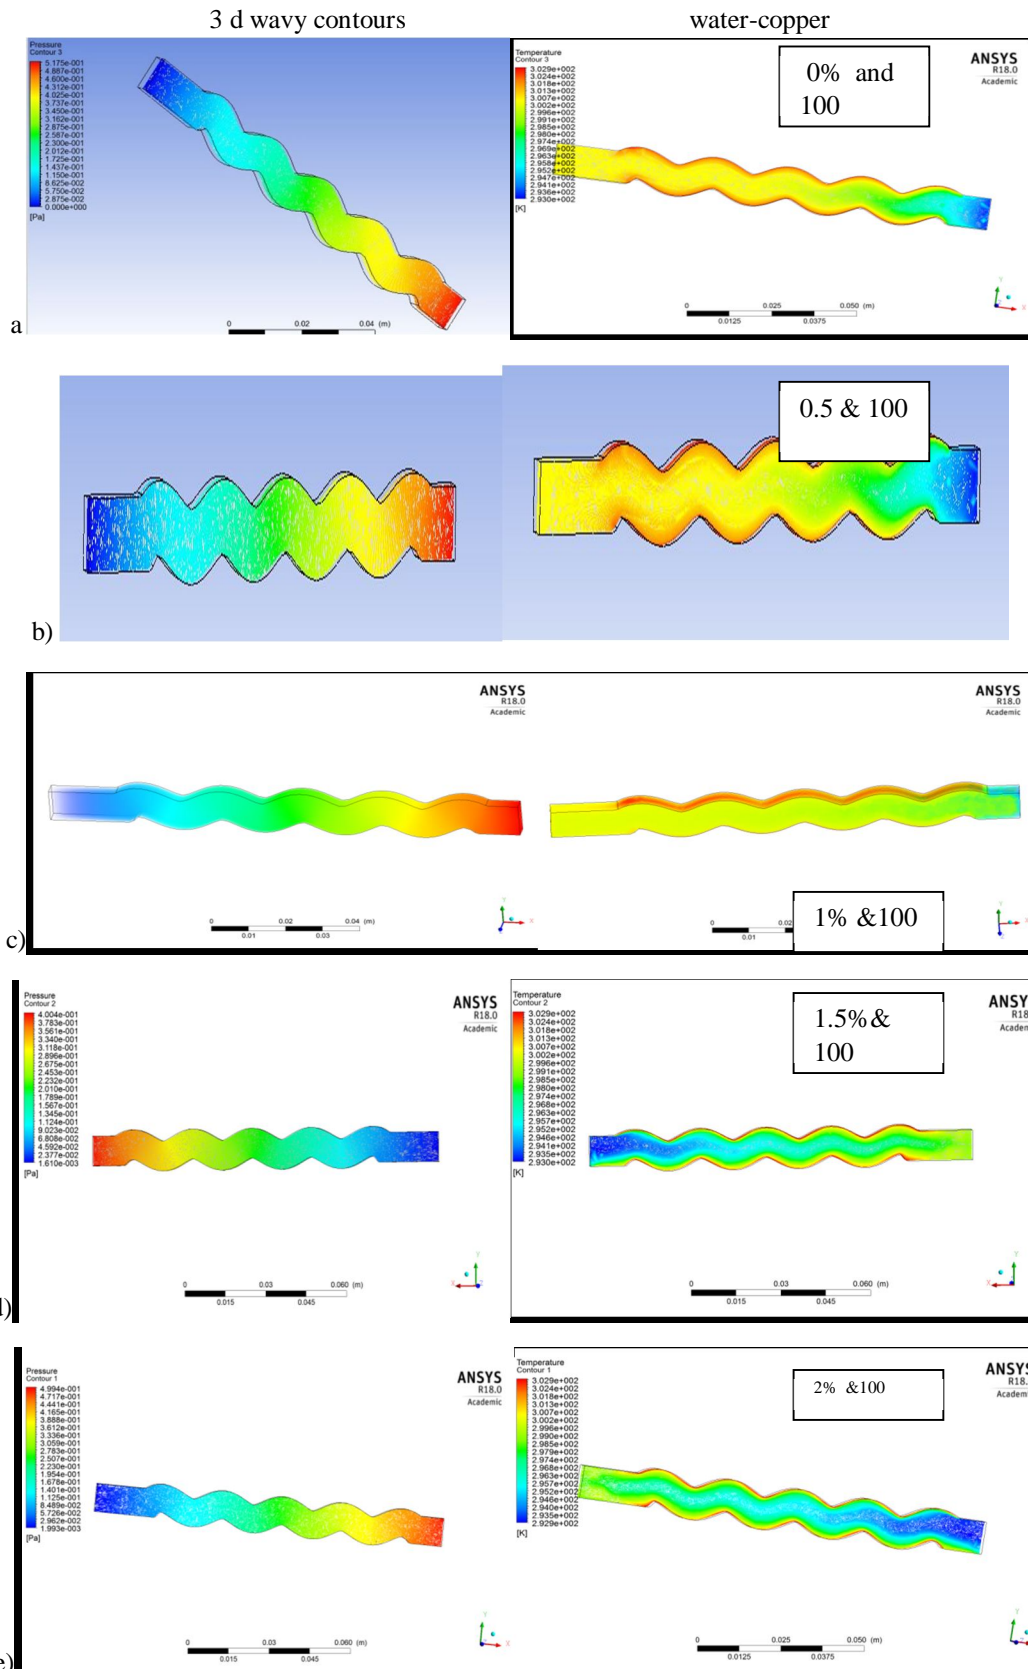 3 d wavy contours
water-copper
Pressure
Contour 3
5.175e-001
4.887e-001
4.600e-001
4.312e-001
4.025e-001
3.737e-001
3.450e-001
3.162e-001
2.875e-001
2.587e-001
2.300e-001
2.012e-001
1.725e-001
1.437e-001
1.150e-001
8.625e-002
5.750e-002
2.875e-002
0.000e+000
[Pa]
0 0.02 0.04 (m)
a
Temperature
Contour 3
3.029e+002
3.024e+002
3.018e+002
3.013e+002
3.007e+002
3.002e+002
2.996e+002
2.991e+002
2.985e+002
2.980e+002
2.974e+002
2.969e+002
2.963e+002
2.958e+002
2.952e+002
2.947e+002
2.941e+002
2.936e+002
2.930e+002
[K]
0% and
100
ANSYS
R18.0
Academic
0 0.025 0.050 (m)
0.0125 0.0375
X
b)
0.5 & 100
c)
ANSYS
R18.0
Academic
0 0.02 0.04 (m)
0.01 0.03
Y
X
ANSYS
R18.0
Academic
0 0.02
0.01
1% &100
Pressure
Contour 2
4.004e-001
3.783e-001
3.561e-001
3.340e-001
3.118e-001
2.896e-001
2.675e-001
2.453e-001
2.232e-001
2.010e-001
1.789e-001
1.567e-001
1.345e-001
1.124e-001
9.023e-002
6.808e-002
4.592e-002
2.377e-002
1.610e-003
[Pa]
ANSYS
R18.0
Academic
0 0.03 0.060 (m)
0.015 0.045
Y
X
d)
Temperature
Contour 2
3.029e+002
3.024e+002
3.018e+002
3.013e+002
3.007e+002
3.002e+002
2.996e+002
2.991e+002
2.985e+002
2.980e+002
2.974e+002
2.968e+002
2.963e+002
2.957e+002
2.952e+002
2.946e+002
2.941e+002
2.935e+002
2.930e+002
[K]
1.5%&
100
ANSY
R18.
Academ
0 0.03 0.060 (m)
0.015 0.045
Y
X
Pressure
Contour 1
4.994e-001
4.717e-001
4.441e-001
4.165e-001
3.888e-001
3.612e-001
3.336e-001
3.059e-001
2.783e-001
2.507e-001
2.230e-001
1.954e-001
1.678e-001
1.401e-001
1.125e-001
8.489e-002
5.726e-002
2.962e-002
1.993e-003
[Pa]
ANSYS
R18.0
Academic
0 0.03 0.060 (m)
0.015 0.045
Y
X
e)
Temperature
Contour 1
3.029e+002
3.024e+002
3.018e+002
3.013e+002
3.007e+002
3.002e+002
2.996e+002
2.990e+002
2.985e+002
2.979e+002
2.974e+002
2.968e+002
2.963e+002
2.957e+002
2.952e+002
2.946e+002
2.940e+002
2.935e+002
2.929e+002
[K]
2% &100
ANSY
R18.
Academ
0 0.025 0.050 (m)
0.0125 0.0375